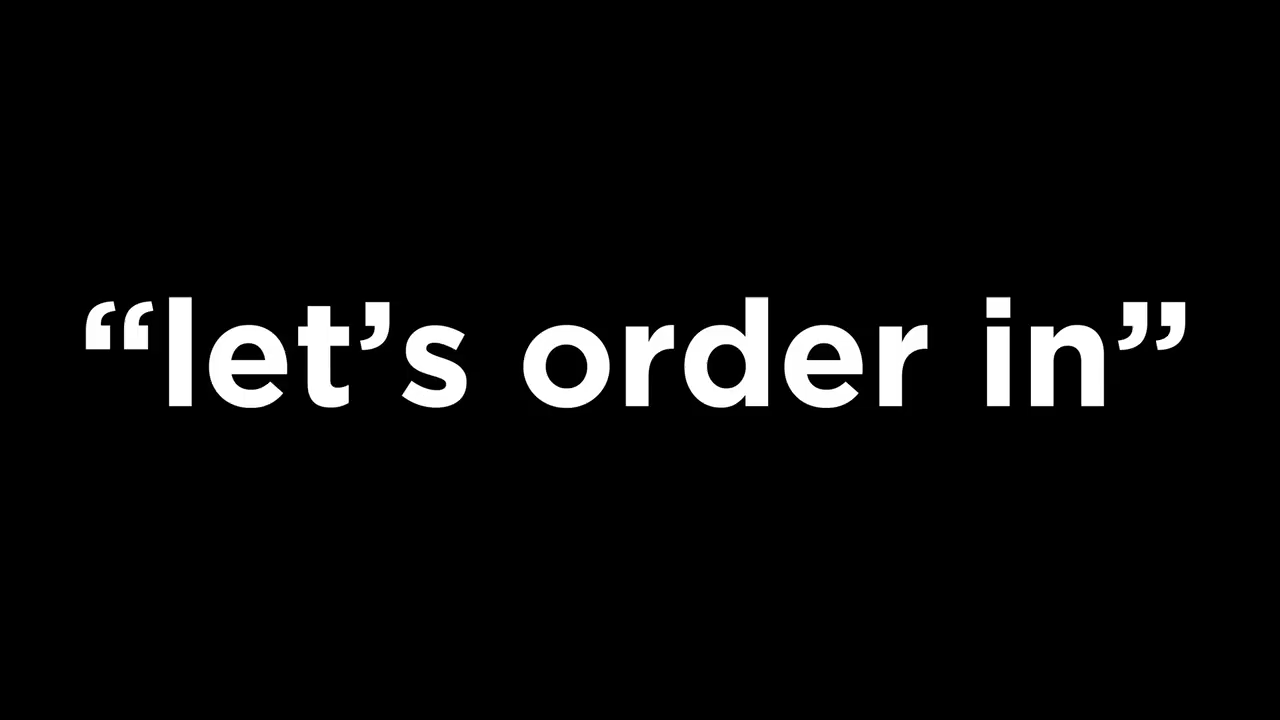 “let’s order in”